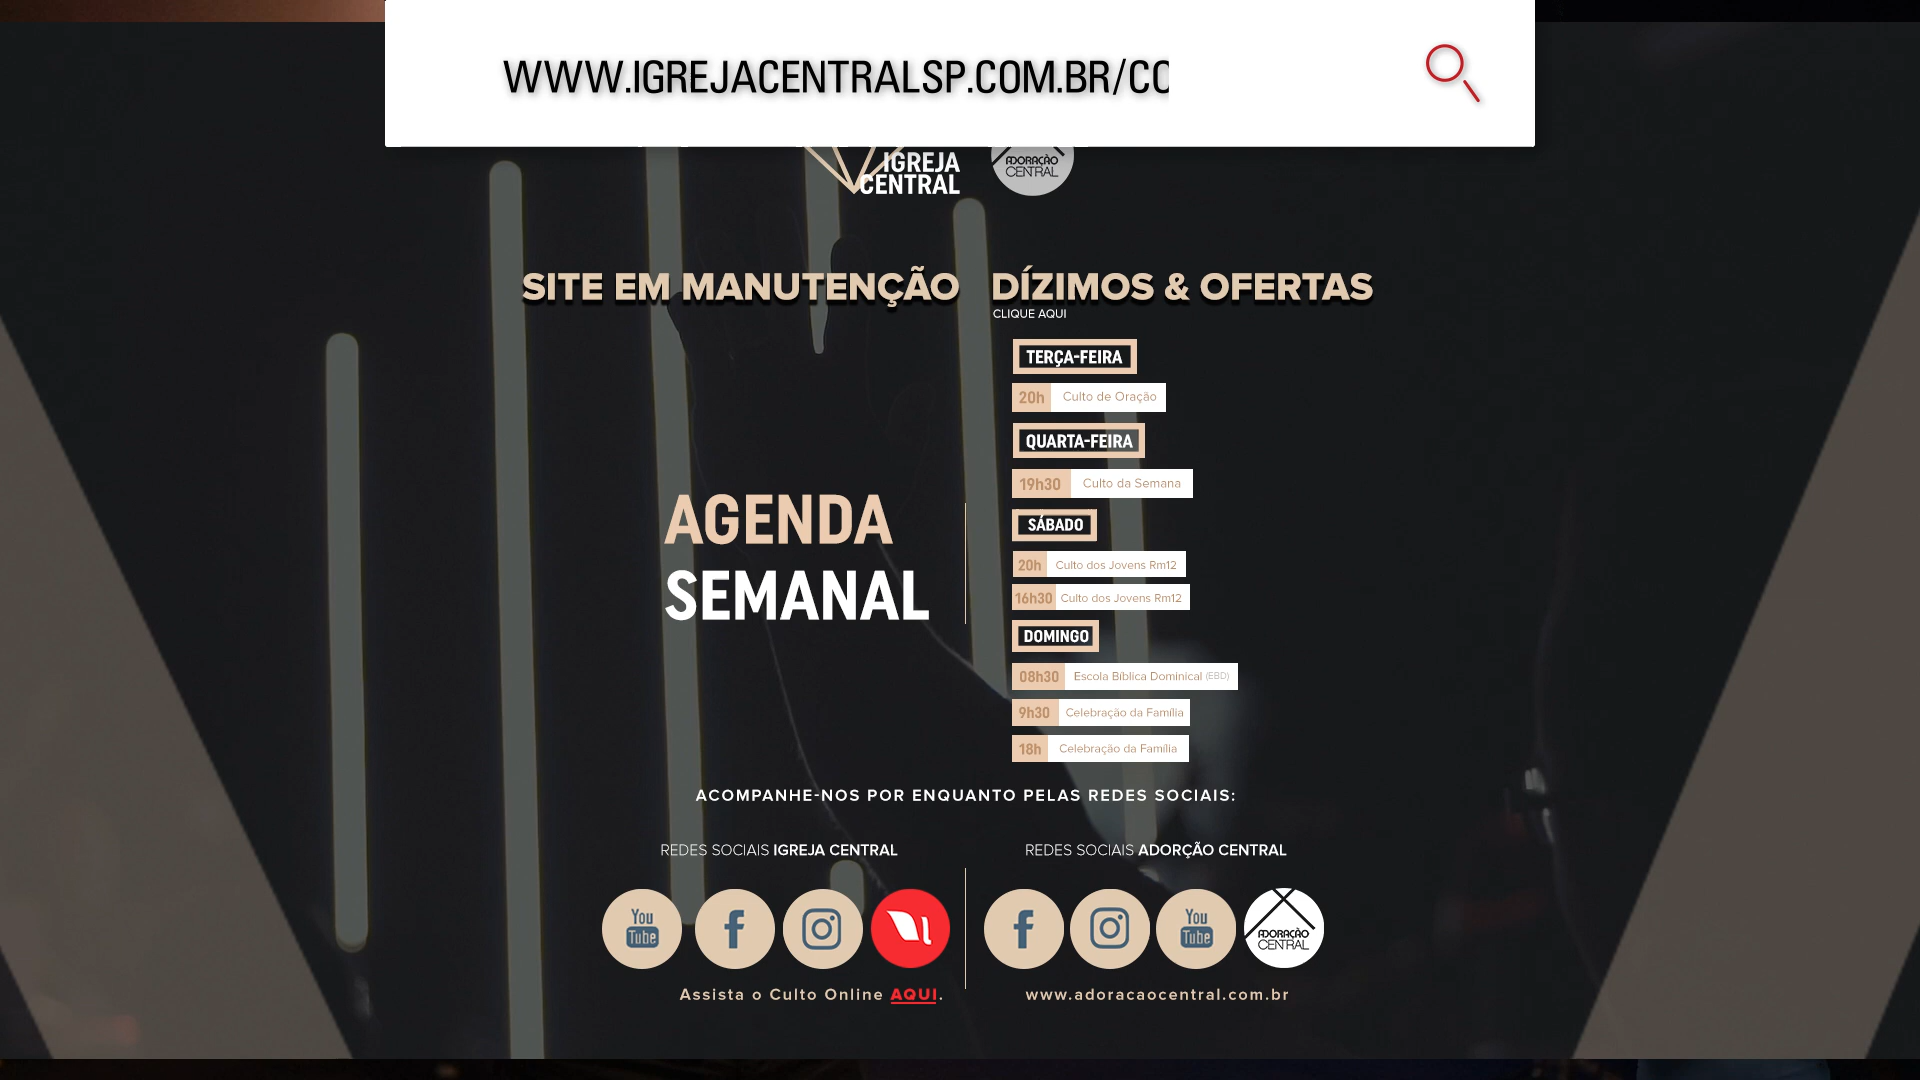 WWW.IGREJACENTRALSP.COM.BR/CO
IGREJA
CENTRAL
ADORAÇÃO
CENTRAL
SITE EM MANUTENÇÃO
DÍZIMOS & OFERTAS
CLIQUE AQUI
TERÇA-FEIRA
20h Culto de Oração
QUARTA-FEIRA
19h30 Culto da Semana
SÁBADO
20h Culto dos Jovens Rm12
16h30 Culto dos Jovens Rm12
DOMINGO
08h30 Escola Bíblica Dominical (EBD)
9h30 Celebração da Família
18h Celebração da Família
AGENDA
SEMANAL
ACOMPANHE-NOS POR ENQUANTO PELAS REDES SOCIAIS:
REDES SOCIAIS IGREJA CENTRAL
REDES SOCIAIS ADORÇÃO CENTRAL
You
Tube
You
Tube
ADORAÇÃO
CENTRAL
Assista o Culto Online AQUI.
www.adoracaocentral.com.br